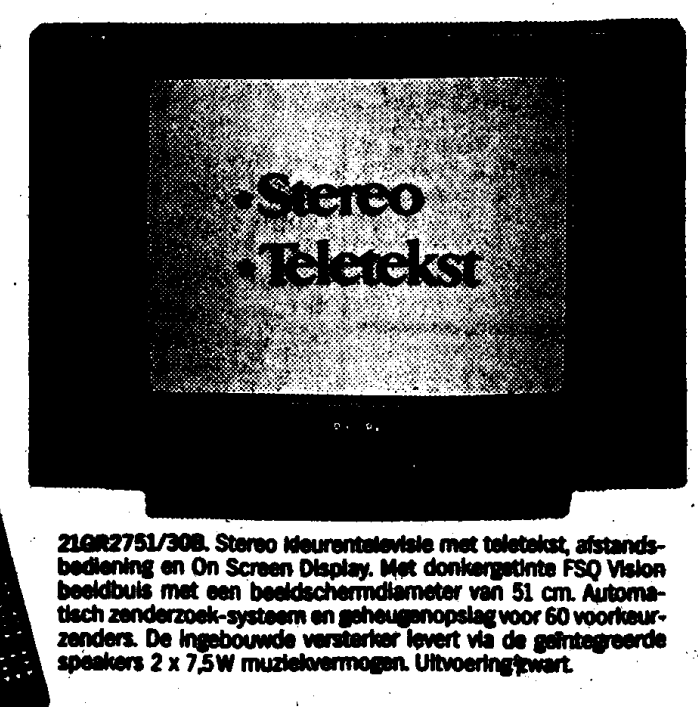 •Stereo
•Teletekst
21GR2751/30B. Stereo kleurentelevisie met teletekst, afstands-
bediening en On Screen Display. Met donkergetinte FSQ Vision
beeldbuis met een beeldschermdiameter van 51 cm. Automa-
tisch zenderzoek-systeem en geheugenopslag voor 60 voorkeur-
zenders. De ingebouwde versterker levert via de geïntegreerde
speakers 2 x 7,5W muziekvermogen. Uitvoering zwart.